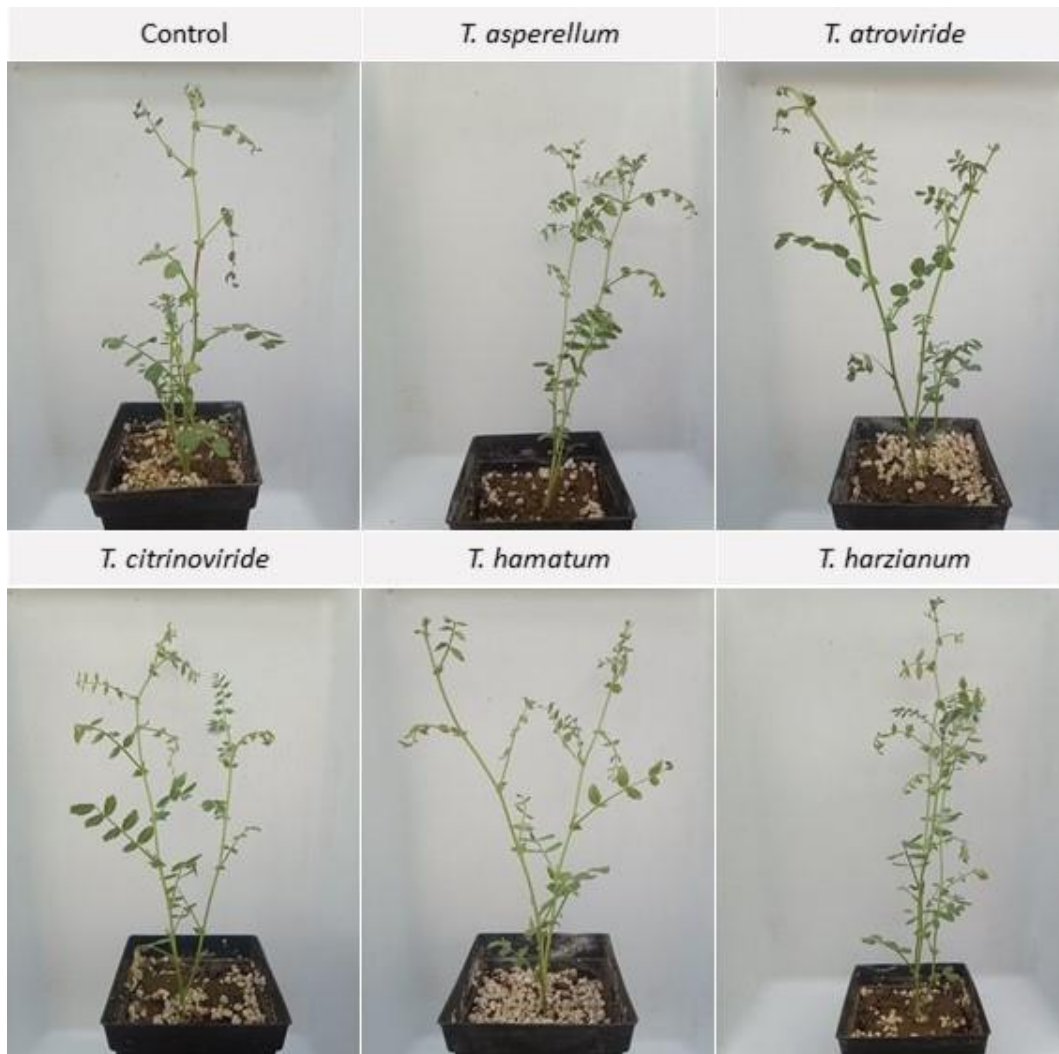 Control
T. asperellum
T. atroviride
T. citrinoviride
T. hamatum
T. harzianum